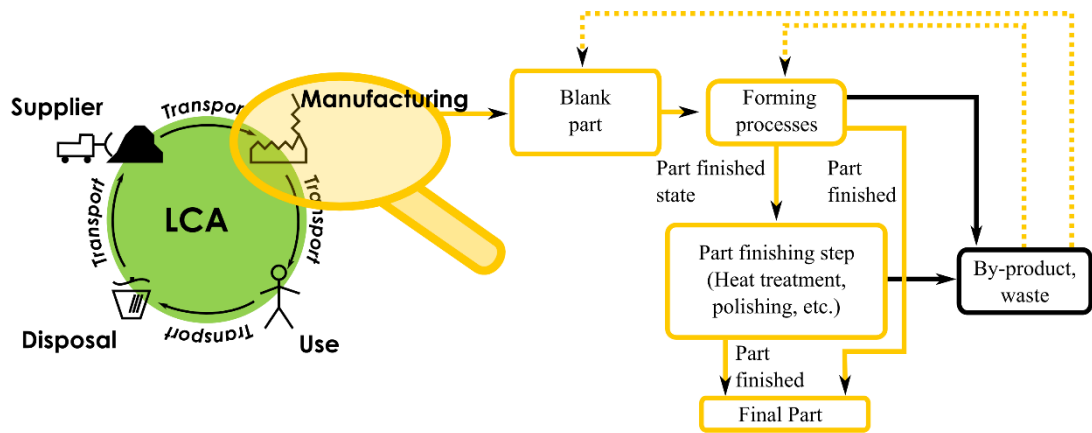 Supplier
Transport
Manufacturing
Transport
LCA
Transport
Disposal
Transport
Use
Blank
part
Forming
processes
Part finished
state
Part
finished
Part finishing step
(Heat treatment,
polishing, etc.)
By-product,
waste
Part
finished
Final Part